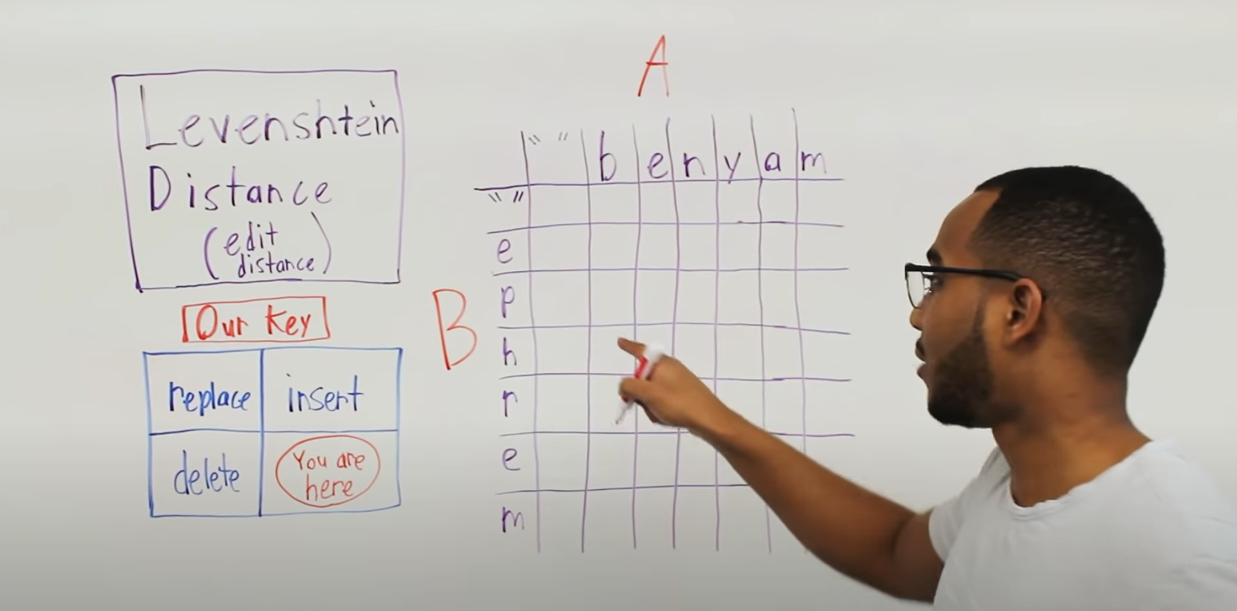 Levenshtein
Distance
(edit
distance)
Our Key
replace insert
delete You are
here
A
" " b e n y a m
" "
e
p
h
r
e
m
B